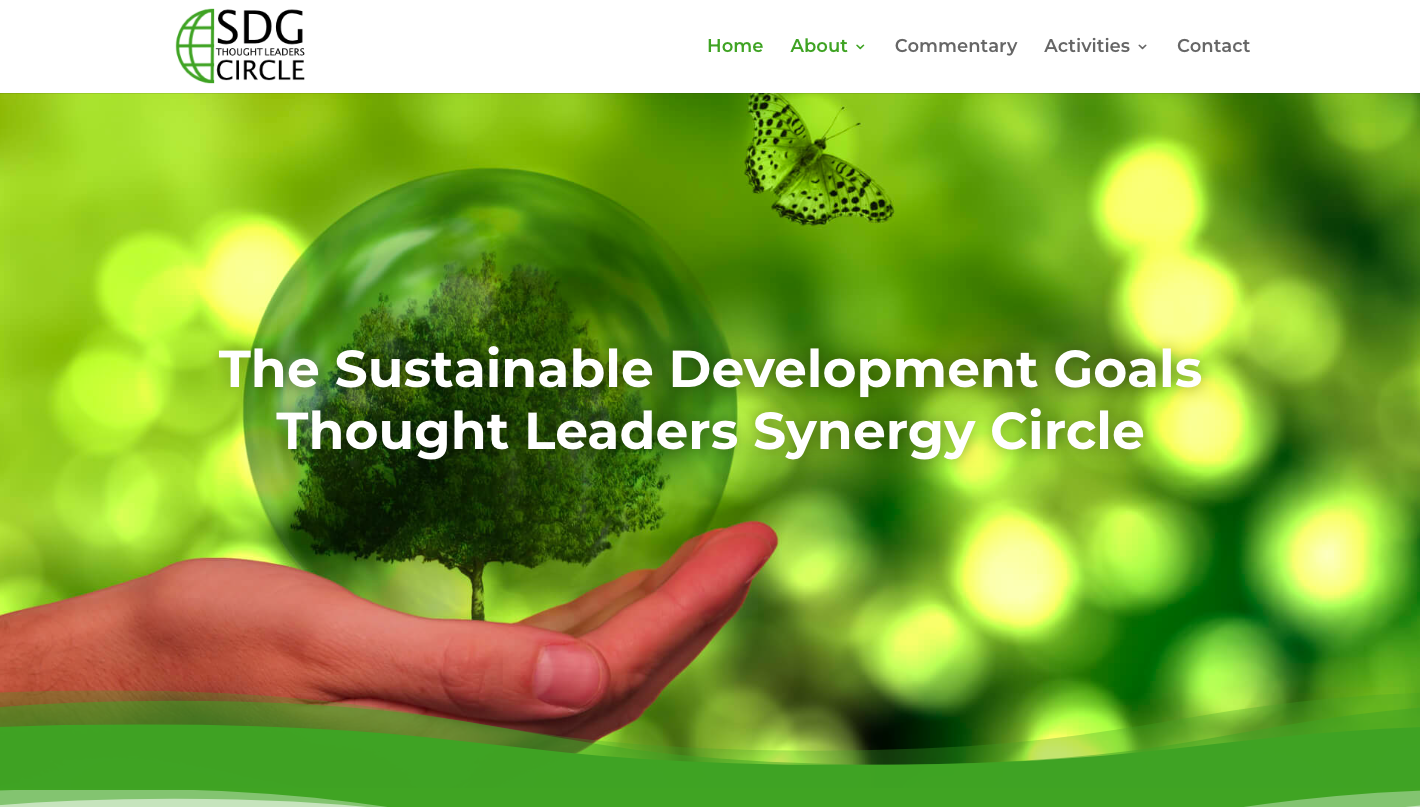 SDG
THOUGHT LEADERS
CIRCLE
Home About Commentary Activities Contact
The Sustainable Development Goals
Thought Leaders Synergy Circle